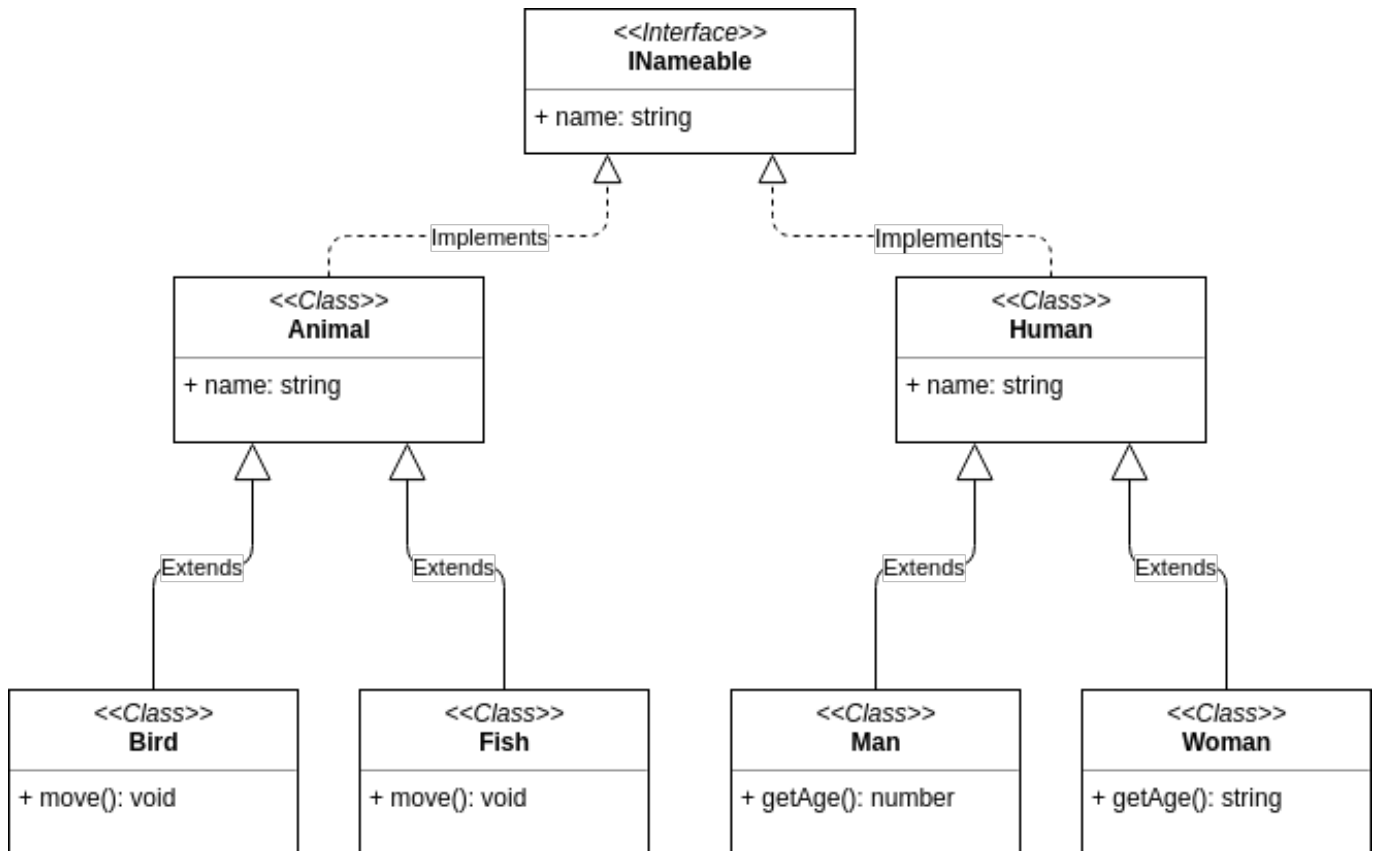 <<Interface>>
INameable
+ name: string
Implements
Implements
<<Class>>
Animal
+ name: string
<<Class>>
Human
+ name: string
Extends
Extends
Extends
Extends
<<Class>>
Bird
+ move(): void
<<Class>>
Fish
+ move(): void
<<Class>>
Man
+ getAge(): number
<<Class>>
Woman
+ getAge(): string